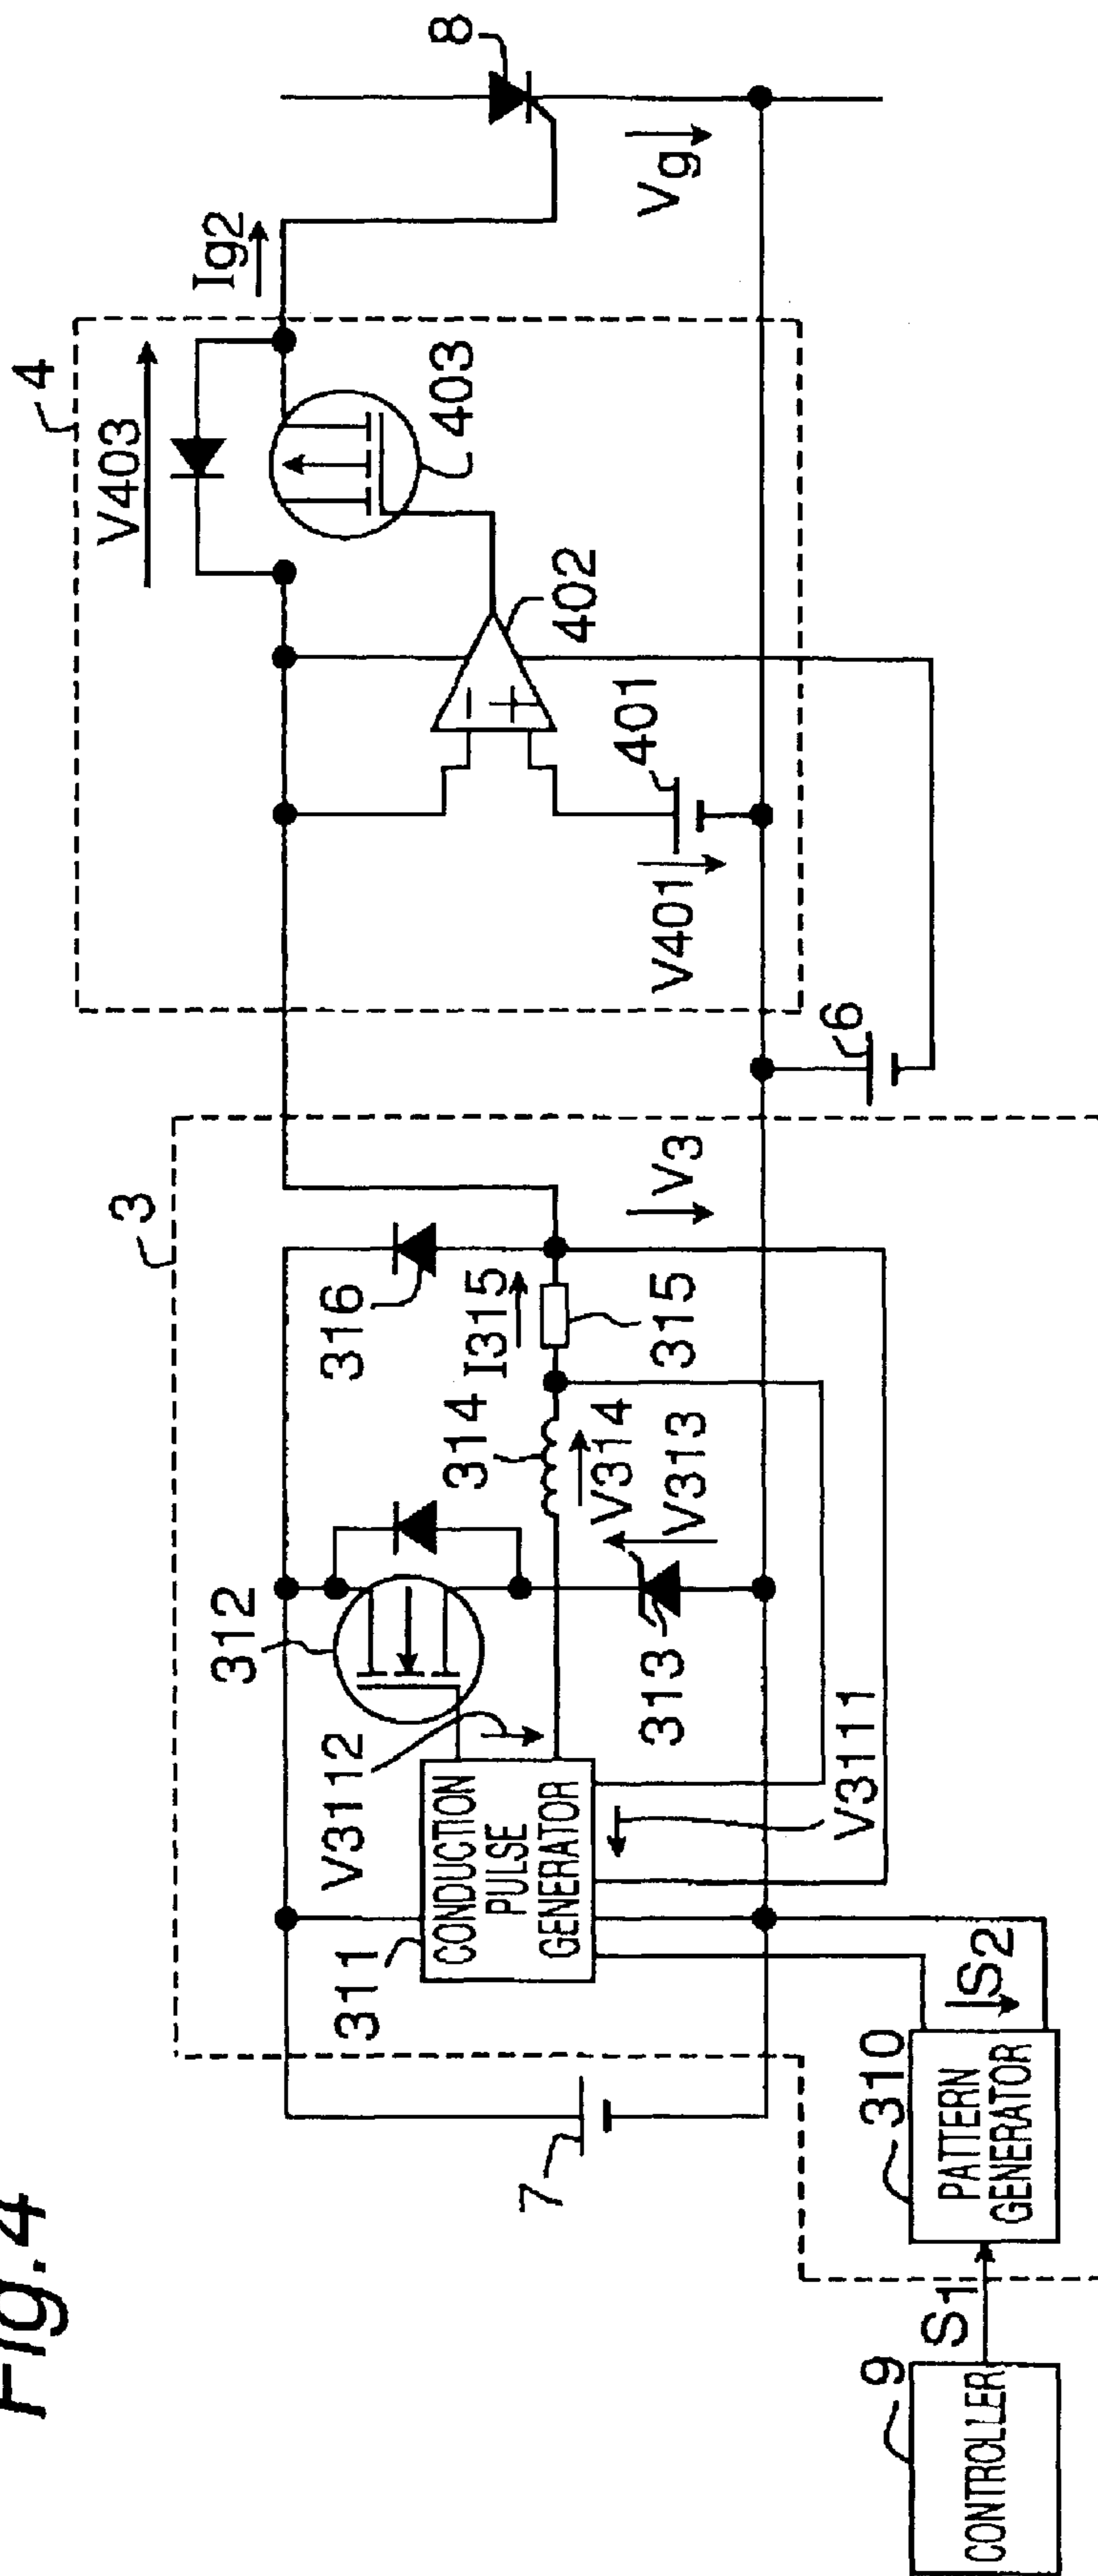 Fig.4
3
4
8
Ig2
V403
403
402
401
V401
Vg
6
V3
316
I315
315
314
V314
V313
313
312
V3112
V3111
311
CONDUCTION
PULSE
GENERATOR
7
S2
310
PATTERN
GENERATOR
S1
9
CONTROLLER
−
+